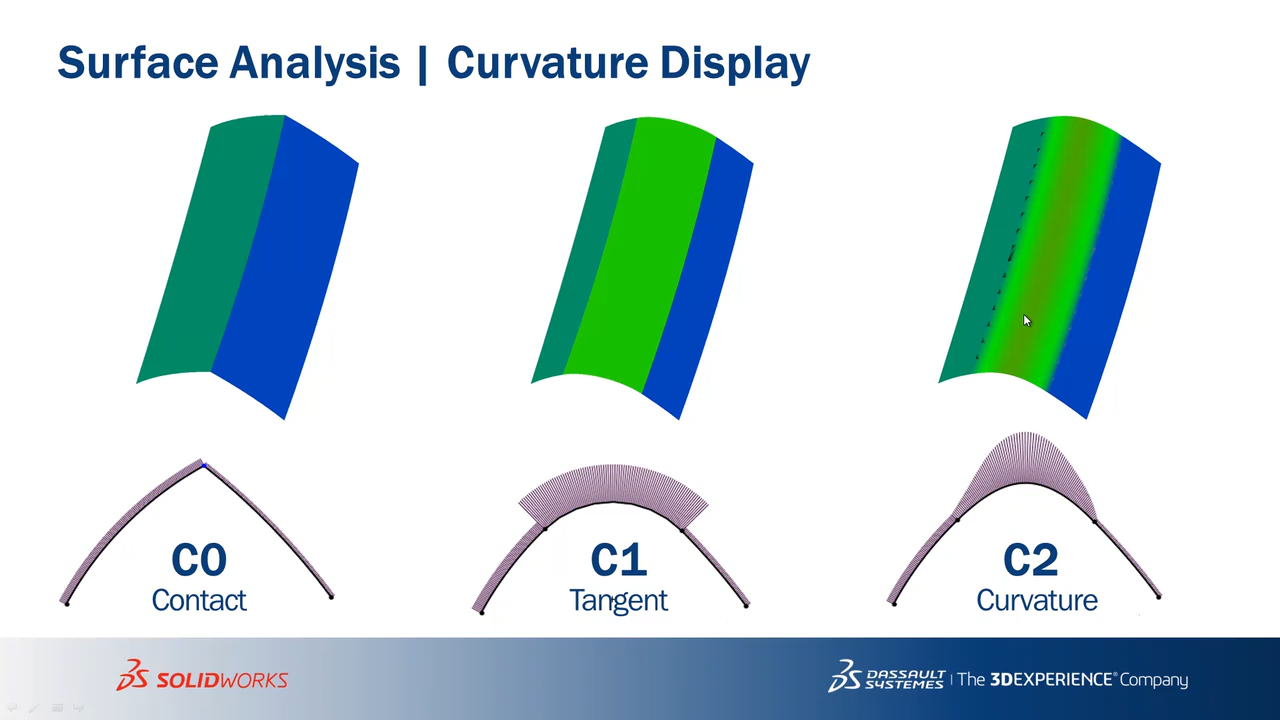 Surface Analysis | Curvature Display
C0
Contact
C1
Tangent
C2
Curvature
SOLIDWORKS
DASSAULT SYSTEMES | The 3DEXPERIENCE® Company